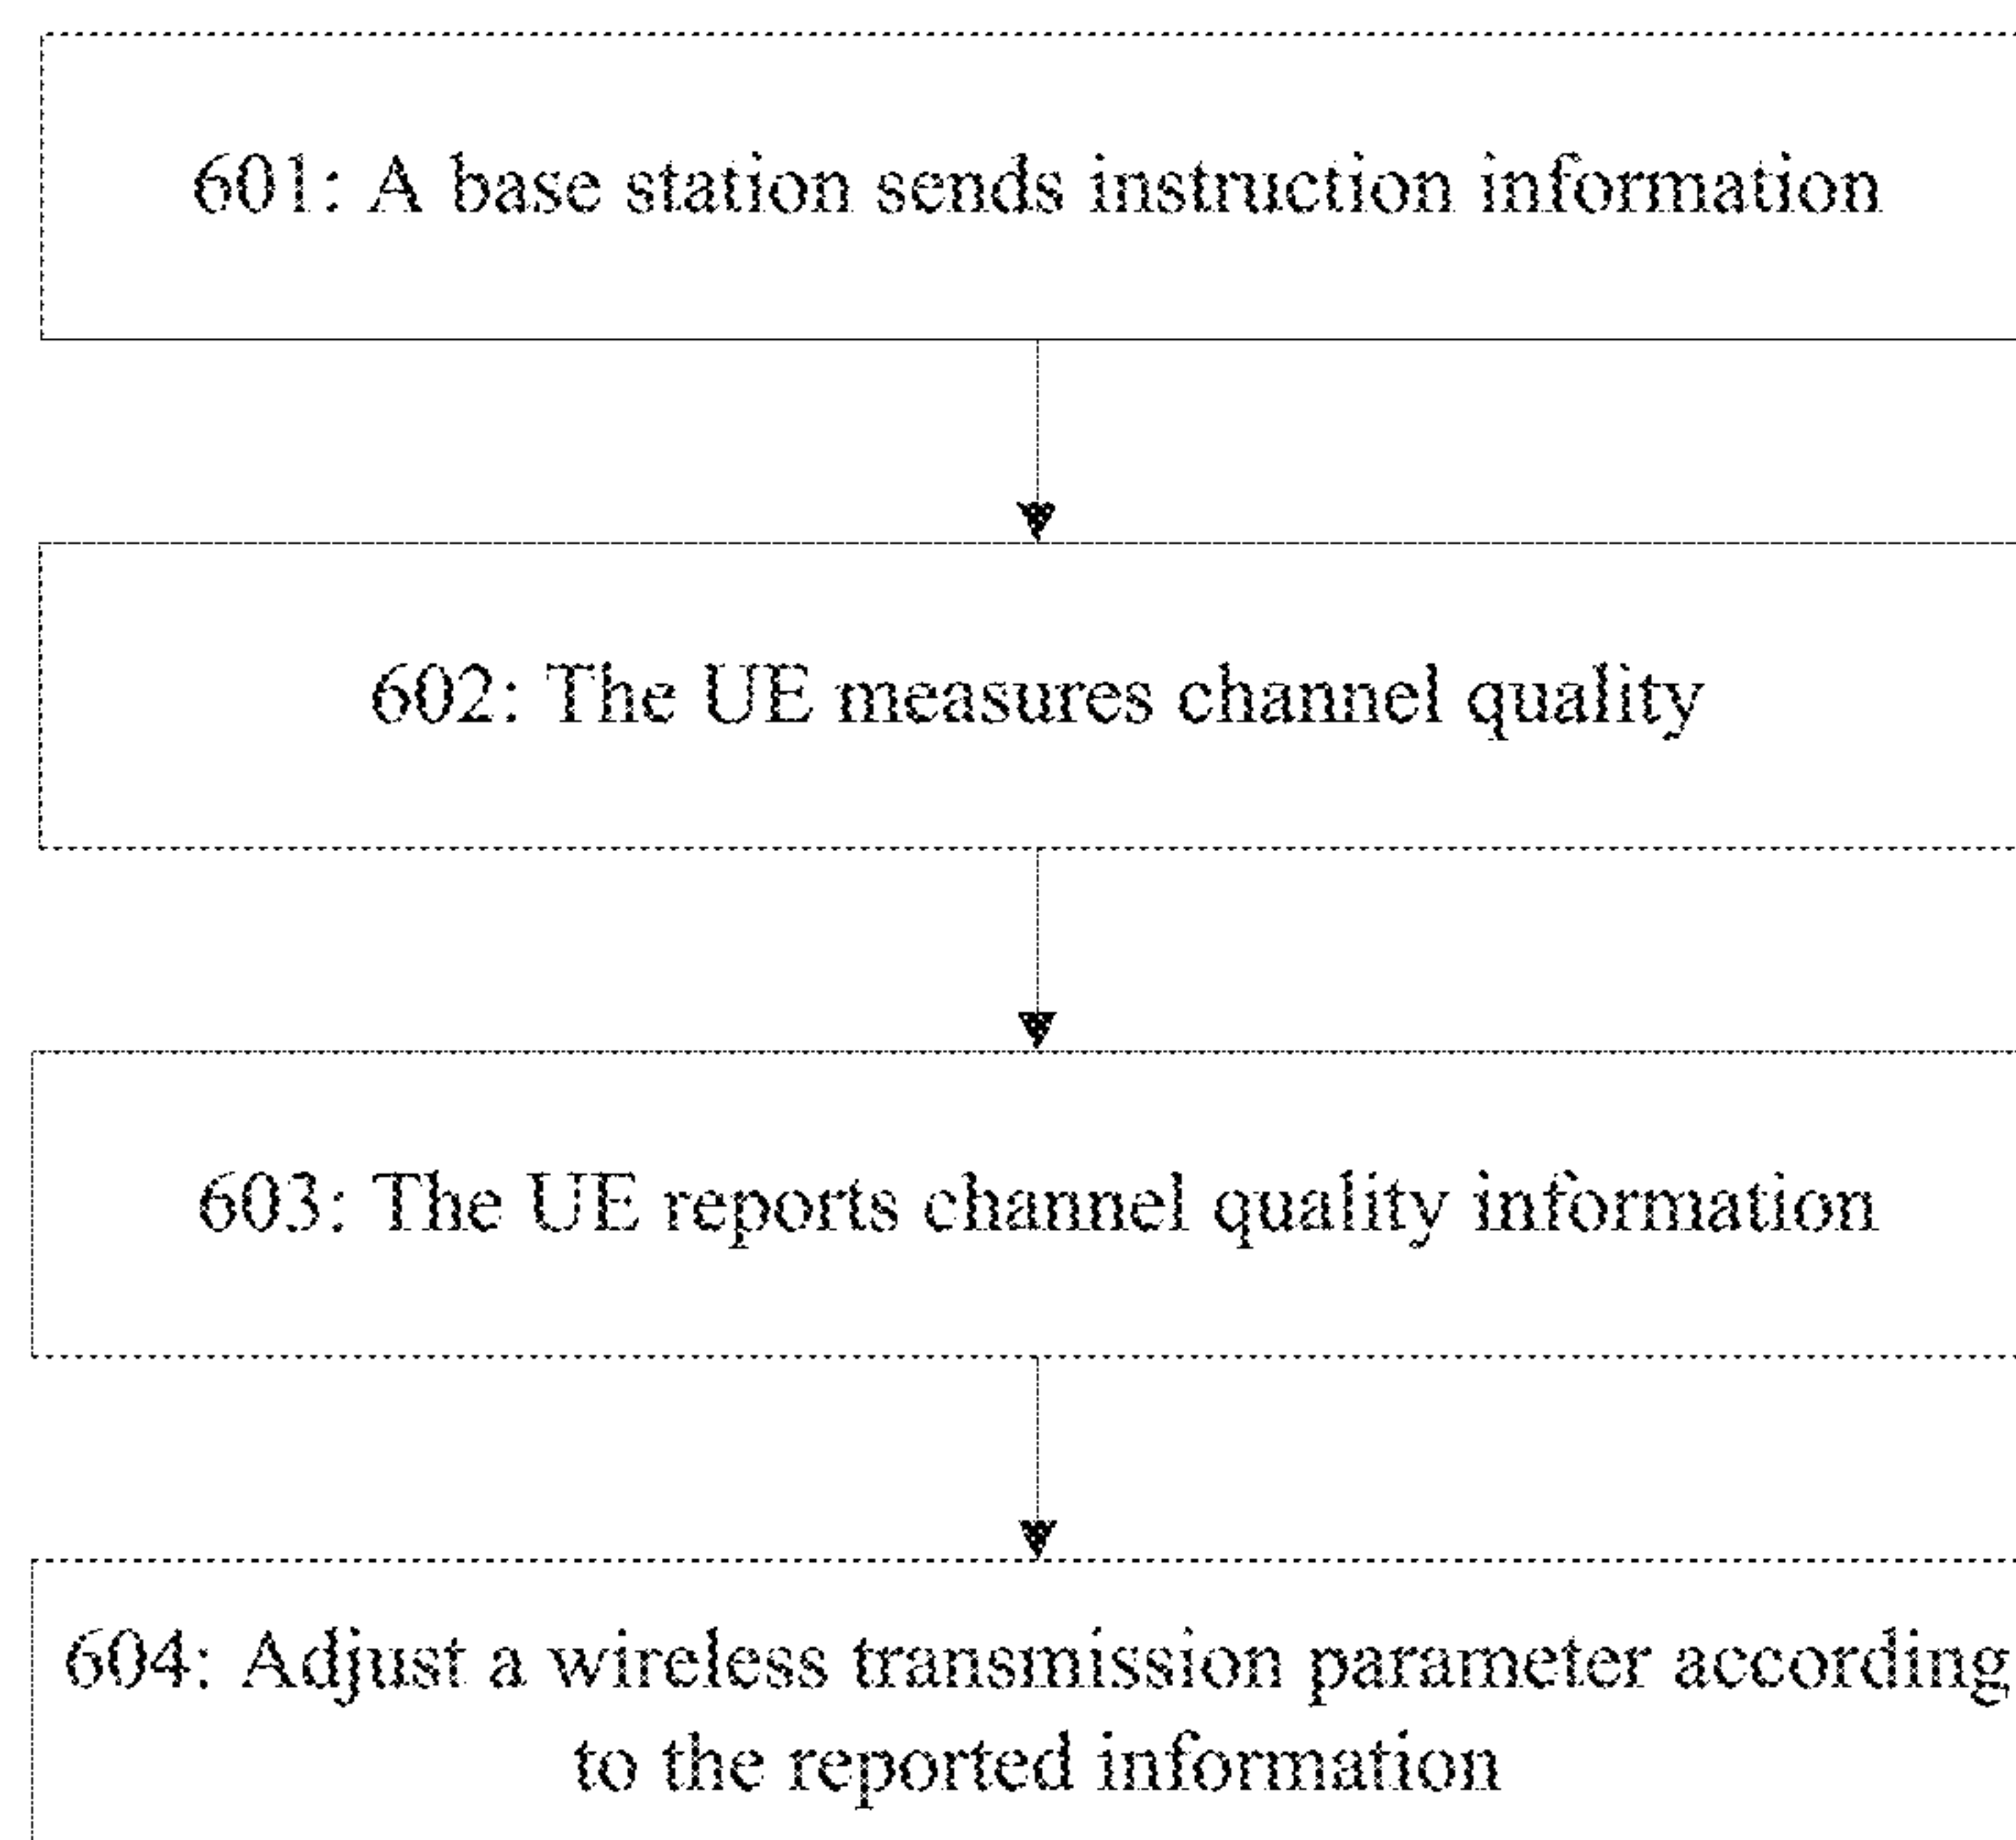 601: A base station sends instruction information
602: The UE measures channel quality
603: The UE reports channel quality information
604: Adjust a wireless transmission parameter according
to the reported information